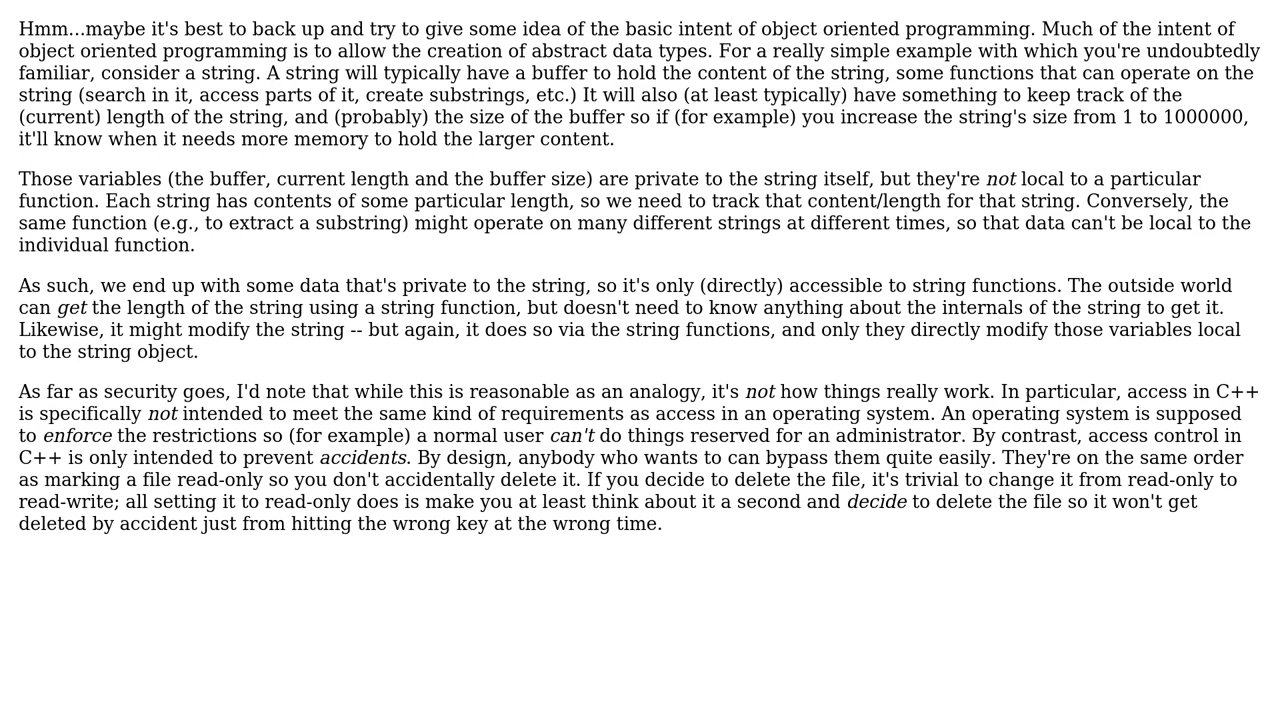 Hmm...maybe it's best to back up and try to give some idea of the basic intent of object oriented programming. Much of the intent of
object oriented programming is to allow the creation of abstract data types. For a really simple example with which you're undoubtedly
familiar, consider a string. A string will typically have a buffer to hold the content of the string, some functions that can operate on the
string (search in it, access parts of it, create substrings, etc.) It will also (at least typically) have something to keep track of the
(current) length of the string, and (probably) the size of the buffer so if (for example) you increase the string's size from 1 to 1000000,
it'll know when it needs more memory to hold the larger content.
Those variables (the buffer, current length and the buffer size) are private to the string itself, but they're not local to a particular
function. Each string has contents of some particular length, so we need to track that content/length for that string. Conversely, the
same function (e.g., to extract a substring) might operate on many different strings at different times, so that data can't be local to the
individual function.
As such, we end up with some data that's private to the string, so it's only (directly) accessible to string functions. The outside world
can get the length of the string using a string function, but doesn't need to know anything about the internals of the string to get it.
Likewise, it might modify the string -- but again, it does so via the string functions, and only they directly modify those variables local
to the string object.
As far as security goes, I'd note that while this is reasonable as an analogy, it's not how things really work. In particular, access in C++
is specifically not intended to meet the same kind of requirements as access in an operating system. An operating system is supposed
to enforce the restrictions so (for example) a normal user can't do things reserved for an administrator. By contrast, access control in
C++ is only intended to prevent accidents. By design, anybody who wants to can bypass them quite easily. They're on the same order
as marking a file read-only so you don't accidentally delete it. If you decide to delete the file, it's trivial to change it from read-only to
read-write; all setting it to read-only does is make you at least think about it a second and decide to delete the file so it won't get
deleted by accident just from hitting the wrong key at the wrong time.